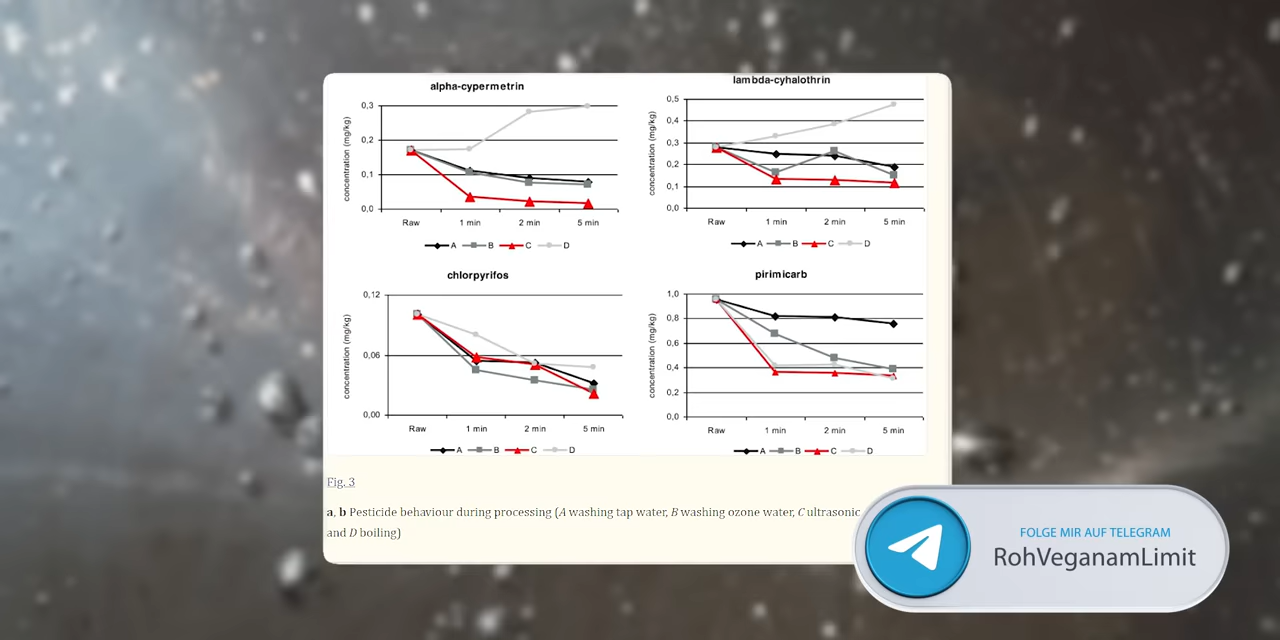 alpha-cypermetrin
concentration (mg/kg)
0,3
0,2
0,1
0,0
Raw 1 min 2 min 5 min
A B C D
lambda-cyhalothrin
concentration (mg/kg)
0,5
0,4
0,3
0,2
0,1
0,0
Raw 1 min 2 min 5 min
A B C D
chlorpyrifos
concentration (mg/kg)
0,12
0,06
0,00
Raw 1 min 2 min 5 min
A B C D
pirimicarb
concentration (mg/kg)
1,0
0,8
0,6
0,4
0,2
0,0
Raw 1 min 2 min 5 min
A B C D
Fig. 3
a, b Pesticide behaviour during processing (A washing tap water, B washing ozone water, C ultrasonic
and D boiling)
FOLGE MIR AUF TELEGRAM
RohVeganamLimit